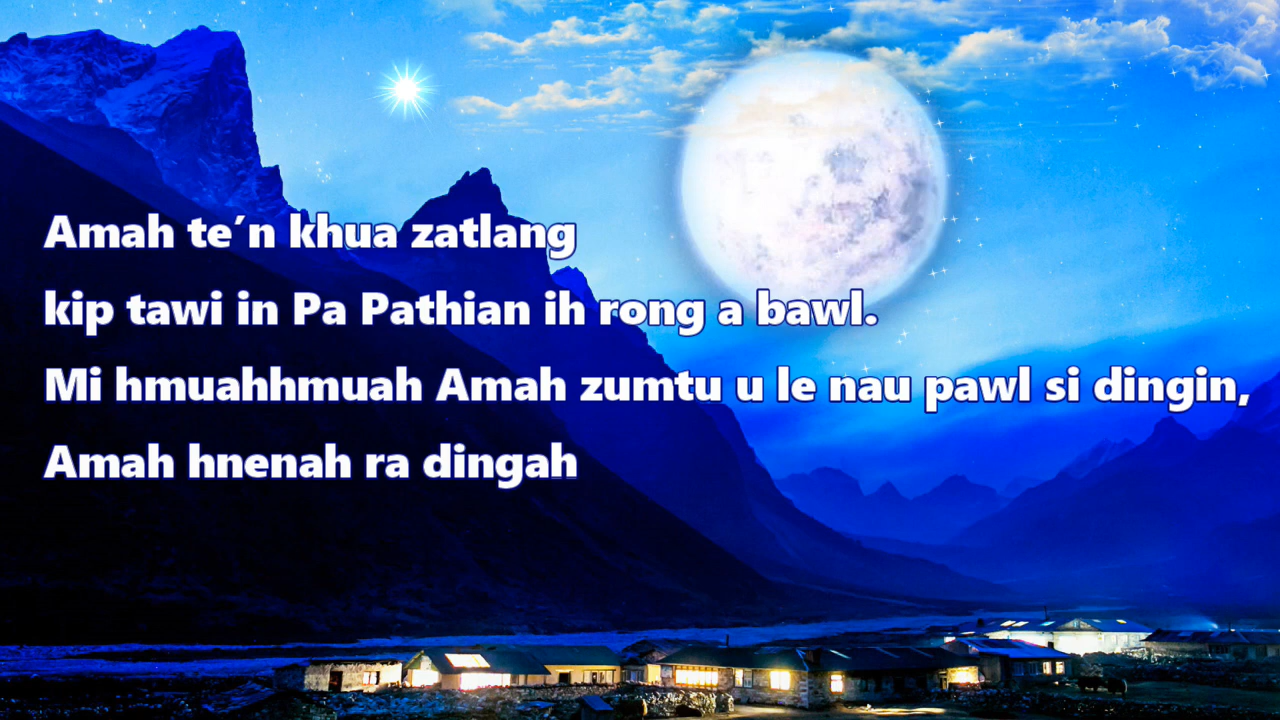 Amah te′n khua zatlang
kip tawi in Pa Pathian ih rong a bawl.
Mi hmuahhmuah Amah zumtu u le nau pawl si dingin,
Amah hnenah ra dingah